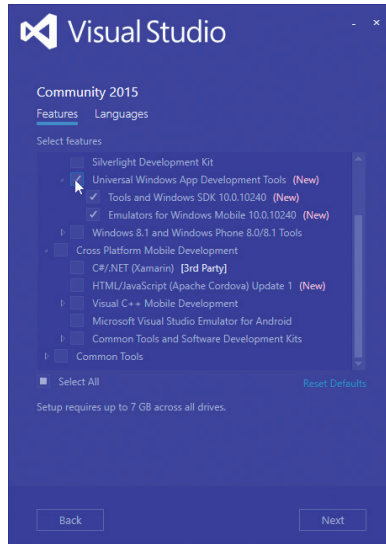 Visual Studio
Community 2015
Features Languages
Select features
Silverlight Development Kit
Universal Windows App Development Tools (New)
Tools and Windows SDK 10.0.10240 (New)
Emulators for Windows Mobile 10.0.10240 (New)
Windows 8.1 and Windows Phone 8.0/8.1 Tools
Cross Platform Mobile Development
C#/.NET (Xamarin) [3rd Party]
HTML/JavaScript (Apache Cordova) Update 1 (New)
Visual C++ Mobile Development
Microsoft Visual Studio Emulator for Android
Common Tools and Software Development Kits
Common Tools
Select All Reset Defaults
Setup requires up to 7 GB across all drives.
Back Next